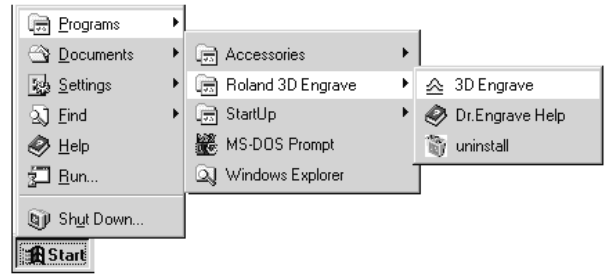 Programs
Documents
Settings
Find
Help
Run...
Shut Down...
Start
Accessories
Roland 3D Engrave
StartUp
MS-DOS Prompt
Windows Explorer
3D Engrave
Dr.Engrave Help
uninstall